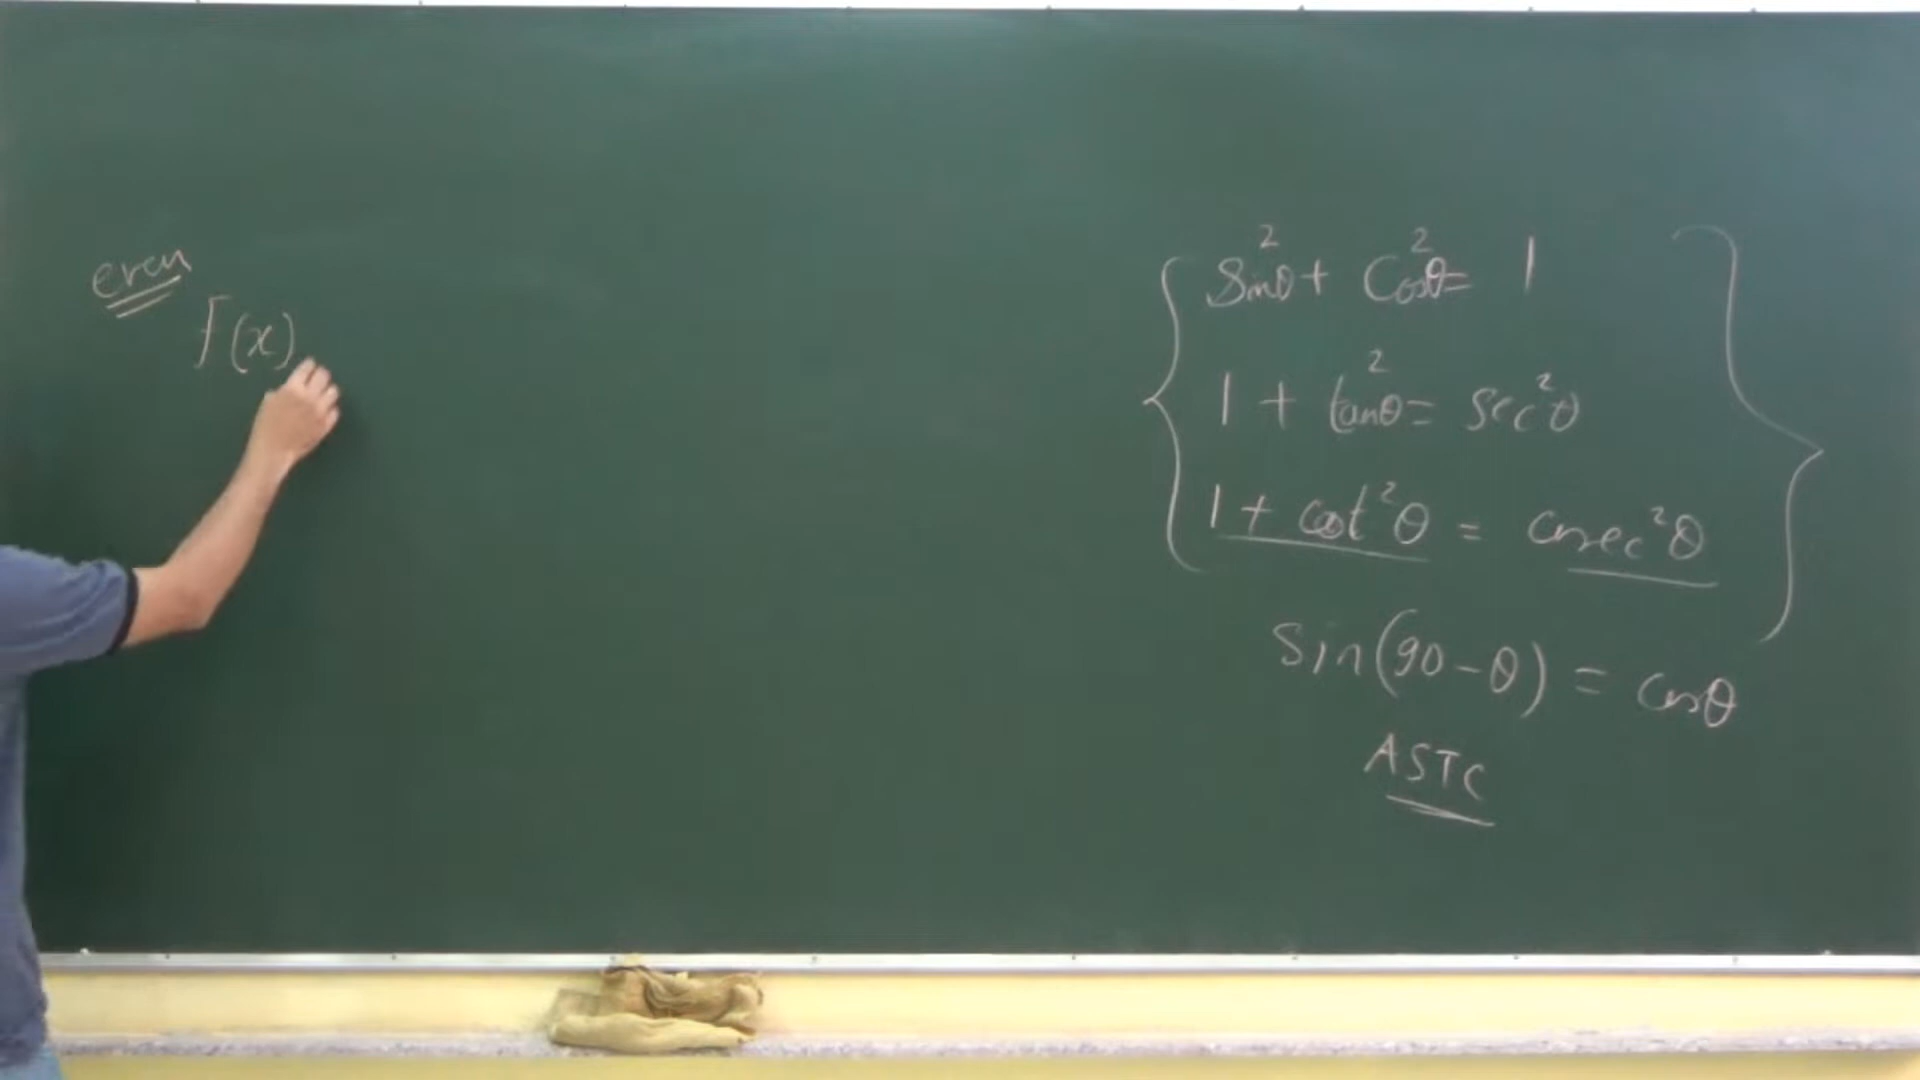 even
f(x)
sin²θ + cos²θ = 1
1 + tan²θ = sec²θ
1 + cot²θ = cosec²θ
sin(90-θ) = cosθ
ASTC